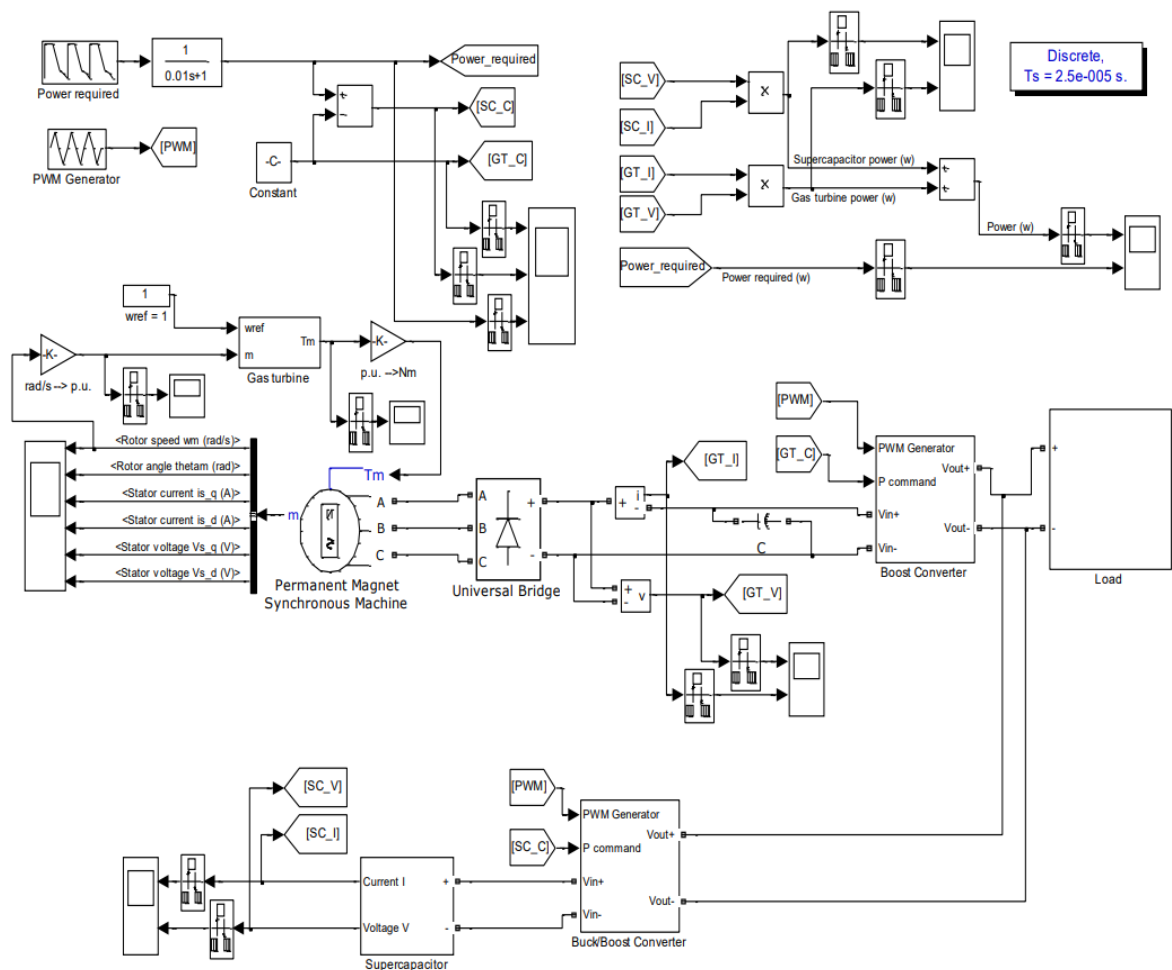 Power required
1
0.01s+1
Power_required
[SC_C]
[PWM]
PWM Generator
-C-
Constant
[GT_C]
[SC_V]
[SC_I]
[GT_I]
[GT_V]
x
x
Supercapacitor power (w)
Gas turbine power (w)
Power (w)
Power_required
Power required (w)
Discrete,
Ts = 2.5e-005 s.
1
wref = 1
-K-
rad/s --> p.u.
wref
m
Tm
Gas turbine
-K-
p.u. -->Nm
<Rotor speed wm (rad/s)>
<Rotor angle thetam (rad)>
<Stator current is_q (A)>
<Stator current is_d (A)>
<Stator voltage Vs_q (V)>
<Stator voltage Vs_d (V)>
Tm
m
A
B
C
Permanent Magnet
Synchronous Machine
A
B
C
+
-
Universal Bridge
+
-
i
[GT_I]
C
+
-
v
[GT_V]
[PWM]
[GT_C]
PWM Generator
P command
Vin+
Vin-
Vout+
Vout-
Boost Converter
+
-
Load
[SC_V]
[SC_I]
Current I
Voltage V
+
-
Supercapacitor
[PWM]
[SC_C]
PWM Generator
P command
Vin+
Vin-
Vout+
Vout-
Buck/Boost Converter